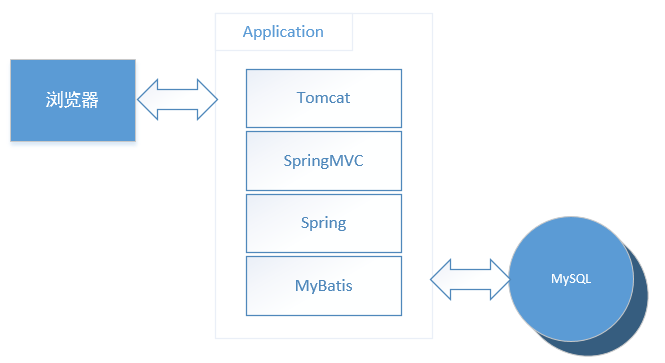 Application
浏览器
Tomcat
SpringMVC
Spring
MyBatis
MySQL